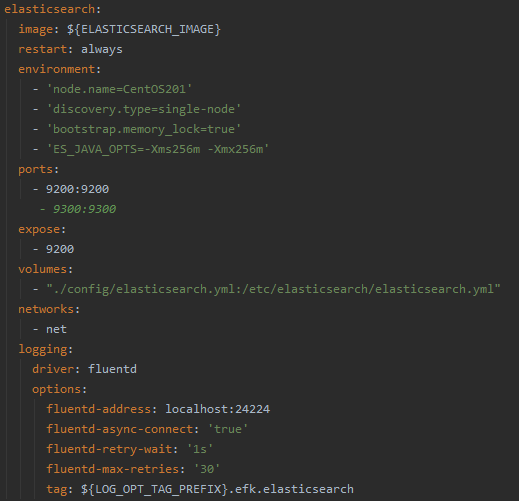 elasticsearch:
  image: ${ELASTICSEARCH_IMAGE}
  restart: always
  environment:
    - 'node.name=CentOS201'
    - 'discovery.type=single-node'
    - 'bootstrap.memory_lock=true'
    - 'ES_JAVA_OPTS=-Xms256m -Xmx256m'
  ports:
    - 9200:9200
     - 9300:9300
  expose:
    - 9200
  volumes:
    - "./config/elasticsearch.yml:/etc/elasticsearch/elasticsearch.yml"
  networks:
    - net
  logging:
    driver: fluentd
    options:
      fluentd-address: localhost:24224
      fluentd-async-connect: 'true'
      fluentd-retry-wait: '1s'
      fluentd-max-retries: '30'
      tag: ${LOG_OPT_TAG_PREFIX}.efk.elasticsearch